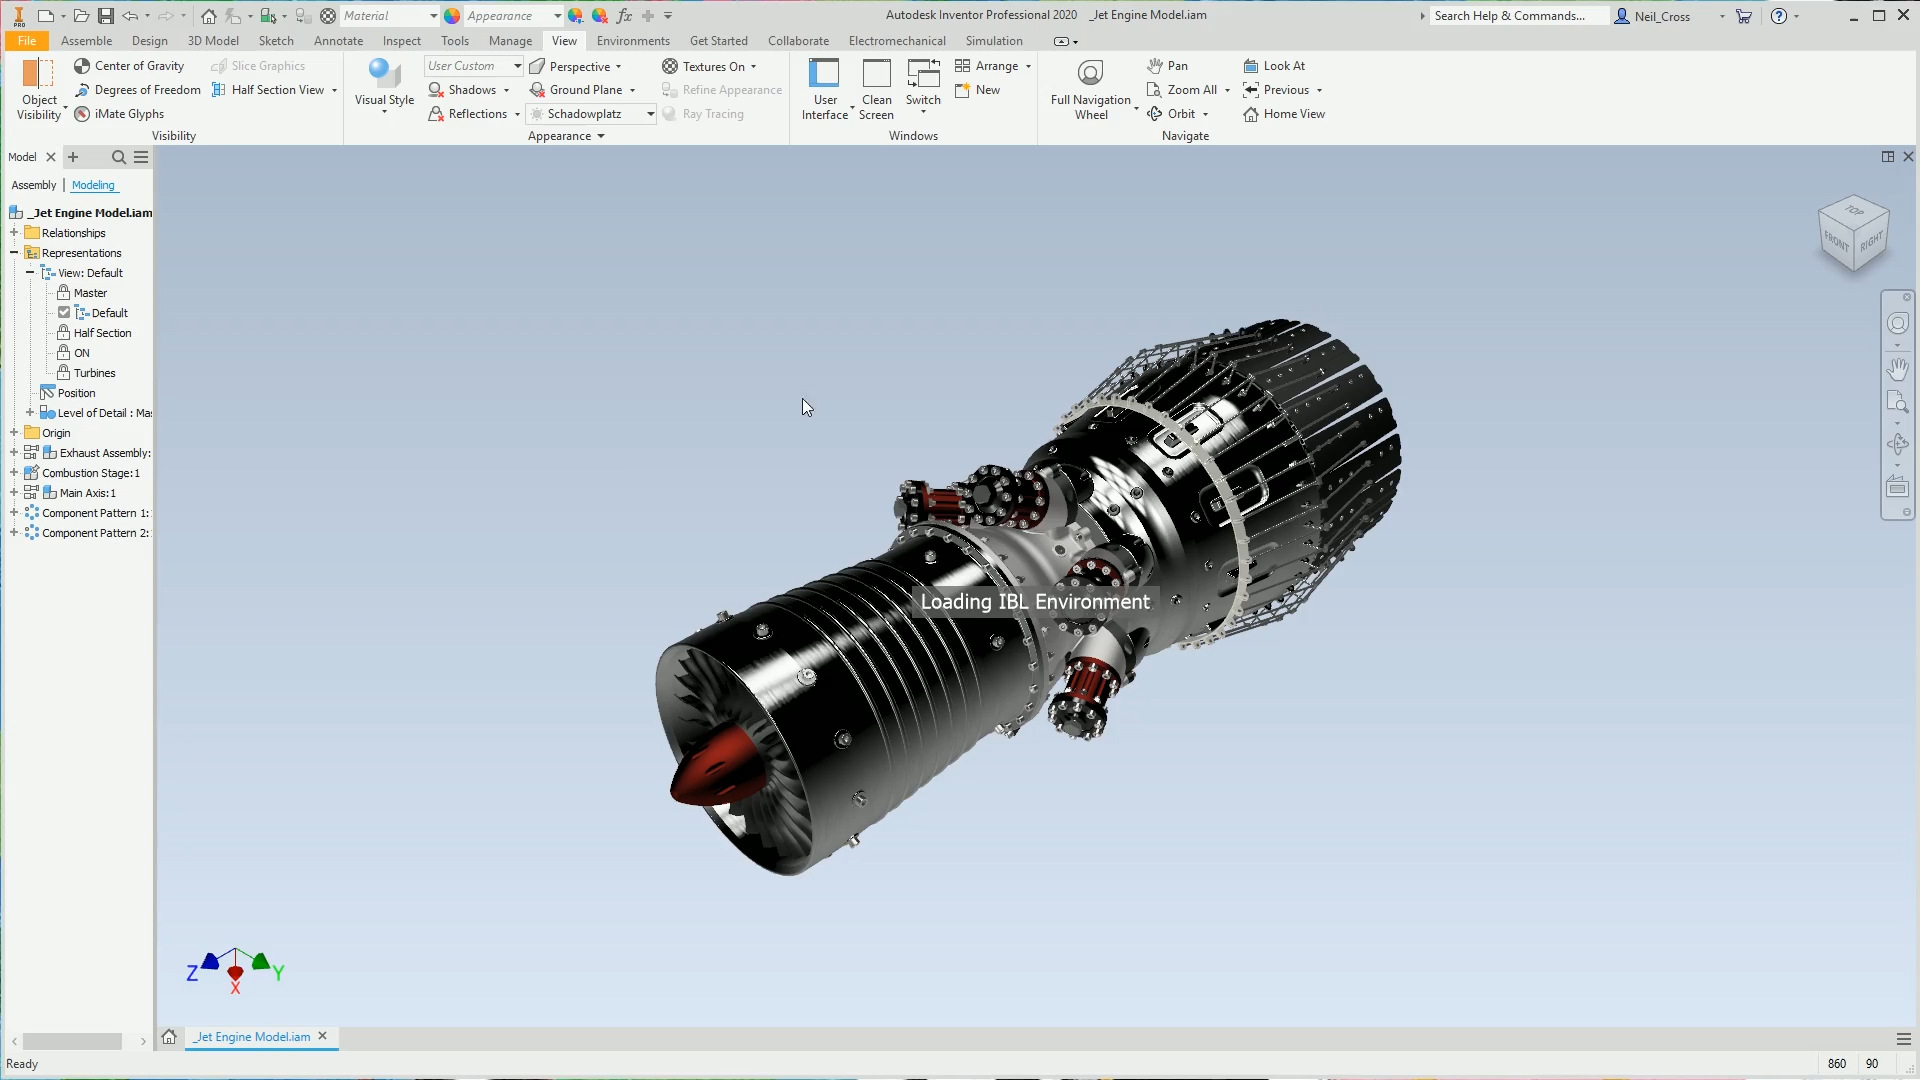 Material
Appearance
Autodesk Inventor Professional 2020 _Jet Engine Model.iam
Search Help & Commands...
Neil_Cross
File Assemble Design 3D Model Sketch Annotate Inspect Tools Manage View Environments Get Started Collaborate Electromechanical Simulation
Object
Visibility
Center of Gravity
Degrees of Freedom
iMate Glyphs
Slice Graphics
Half Section View
Visibility
Visual Style
User Custom
Shadows
Reflections
Perspective
Ground Plane
Schadowplatz
Textures On
Refine Appearance
Ray Tracing
Appearance
User
Interface
Clean
Screen
Switch
Arrange
New
Windows
Full Navigation
Wheel
Pan
Zoom All
Orbit
Look At
Previous
Home View
Navigate
Model
Assembly | Modeling
_Jet Engine Model.iam
Relationships
Representations
View: Default
Master
Default
Half Section
ON
Turbines
Position
Level of Detail : Mas
Origin
Exhaust Assembly:
Combustion Stage:1
Main Axis:1
Component Pattern 1:
Component Pattern 2:
TOP
FRONT
RIGHT
Loading IBL Environment
Z
Y
X
_Jet Engine Model.iam
Ready
860 90